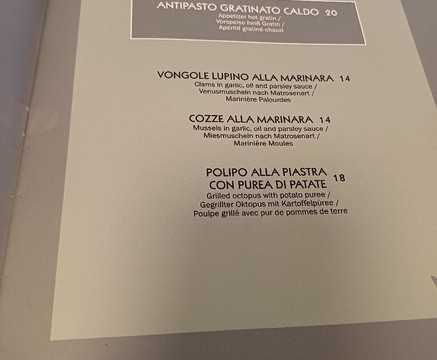 ANTIPASTO GRATINATO CALDO 20
Appetizer hot gratin /
Vorspeise heiß Gratin /
Apéritif gratiné chaud
VONGOLE LUPINO ALLA MARINARA 14
Clams in garlic, oil and parsley sauce /
Venusmuscheln nach Matrosenart /
Marinière Palourdes
COZZE ALLA MARINARA 14
Mussels in garlic, oil and parsley sauce /
Miesmuscheln nach Matrosenart /
Marinière Moules
POLIPO ALLA PIASTRA
CON PUREA DI PATATE 18
Grilled octopus with potato puree /
Gegrillter Oktopus mit Kartoffelpüree /
Poulpe grillé avec pur de pommes de terre